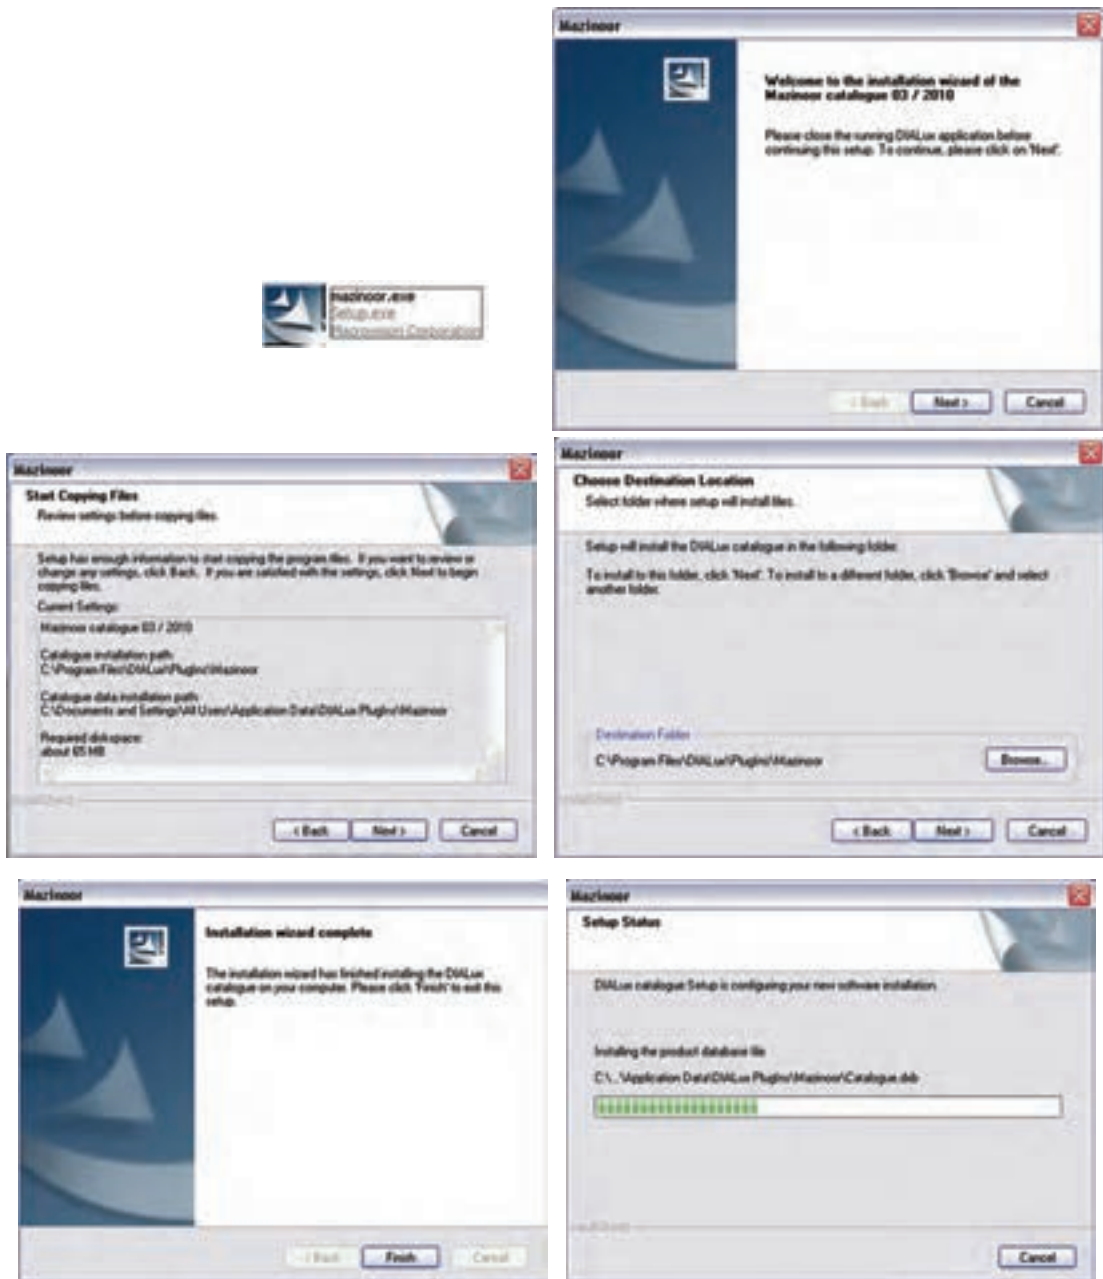 mazinoor.exe
Setup.exe
Macrovision Corporation
Mazinoor
Welcome to the installation wizard of the
Mazinoor catalogue 03 / 2010
Please close the running DIALux application before
continuing this setup. To continue, please click on 'Next'.
< Back
Next >
Cancel
Mazinoor
Choose Destination Location
Select folder where setup will install files.
Setup will install the DIALux catalogue in the following folder.
To install to this folder, click 'Next'. To install to a different folder, click 'Browse' and select
another folder.
Destination Folder
C:\Program Files\DIALux\PlugIns\Mazinoor
Browse...
InstallShield
< Back
Next >
Cancel
Mazinoor
Start Copying Files
Review settings before copying files.
Setup has enough information to start copying the program files. If you want to review or
change any settings, click Back. If you are satisfied with the settings, click Next to begin
copying files.
Current Settings:
Mazinoor catalogue 03 / 2010
Catalogue installation path:
C:\Program Files\DIALux\PlugIns\Mazinoor
Catalogue data installation path:
C:\Documents and Settings\All Users\Application Data\DIALux PlugIns\Mazinoor
Required diskspace:
about 65 MB
InstallShield
< Back
Next >
Cancel
Mazinoor
Setup Status
DIALux catalogue Setup is configuring your new software installation.
Installing the product database file
C:\...\Application Data\DIALux PlugIns\Mazinoor\Catalogue.dxb
InstallShield
Cancel
Mazinoor
Installation wizard complete
The installation wizard has finished installing the DIALux
catalogue on your computer. Please click 'Finish' to exit this
setup.
< Back
Finish
Cancel